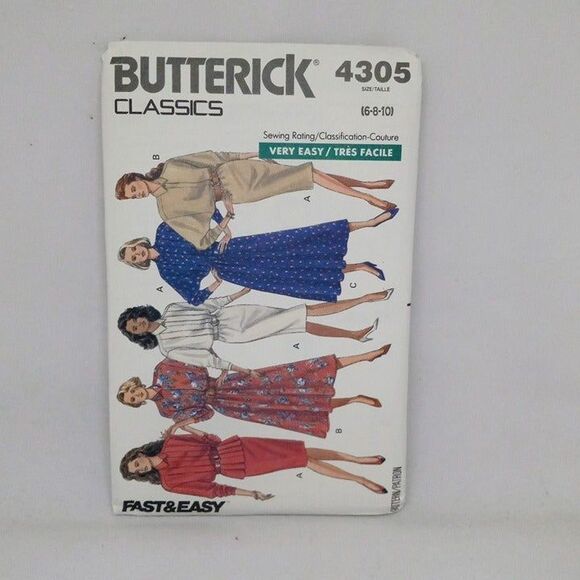 BUTTERICK® 4305
CLASSICS
SIZE/TAILLE
(6-8-10)
Sewing Rating/Classification-Couture
VERY EASY / TRÈS FACILE
B
A
A
C
A
B
A
FAST&EASY
PATTERN/PATRON